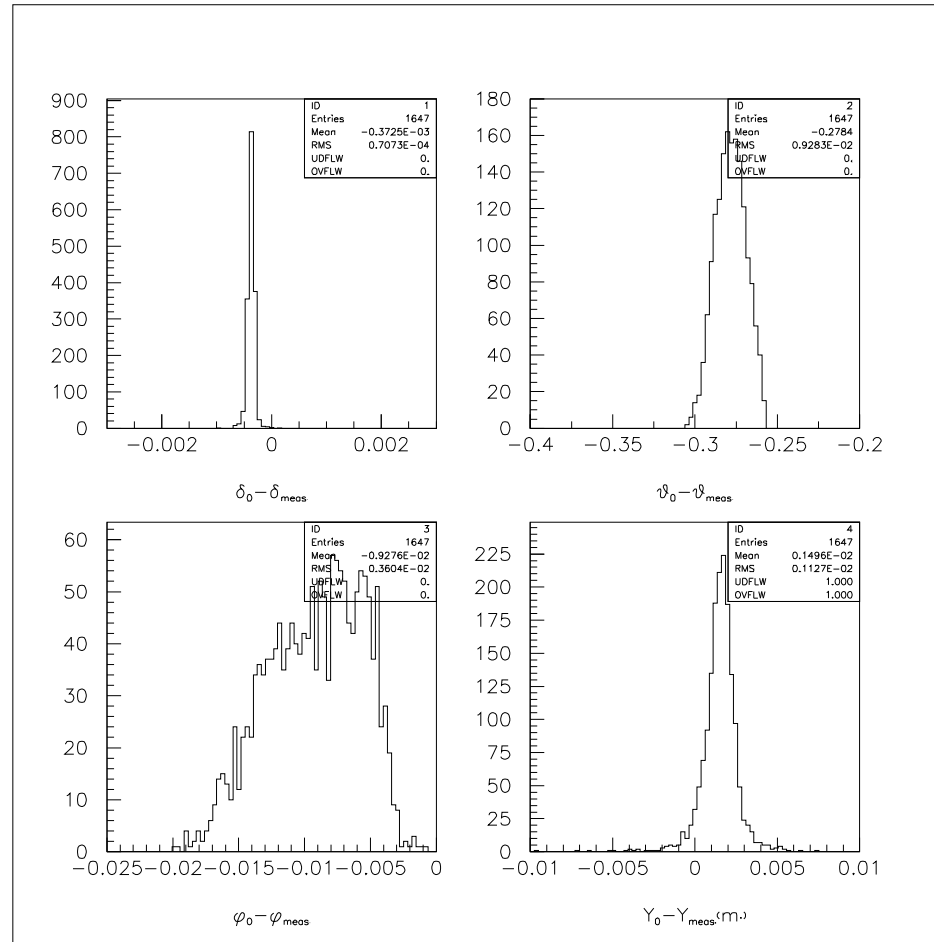 900
800
700
600
500
400
300
200
100
0
-0.002 0 0.002
ID 1
Entries 1647
Mean -0.3725E-03
RMS 0.7073E-04
UDFLW 0.
OVFLW 0.
δ0-δmeas.
180
160
140
120
100
80
60
40
20
0
-0.4 -0.35 -0.3 -0.25 -0.2
ID 2
Entries 1647
Mean -0.2784
RMS 0.9283E-02
UDFLW 0.
OVFLW 0.
ϑ0-ϑmeas.
60
50
40
30
20
10
0
-0.025 -0.020 -0.015 -0.010 -0.005 0
ID 3
Entries 1647
Mean -0.9276E-02
RMS 0.3604E-02
UDFLW 0.
OVFLW 0.
φ0-φmeas.
225
200
175
150
125
100
75
50
25
0
-0.01 -0.005 0 0.005 0.01
ID 4
Entries 1647
Mean 0.1496E-02
RMS 0.1127E-02
UDFLW 1.000
OVFLW 1.000
Y0-Ymeas.(m.)